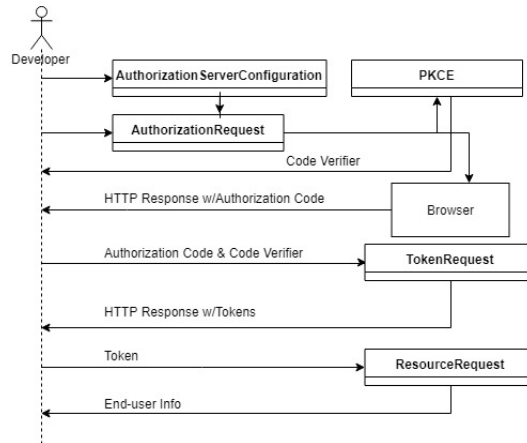 Developer
AuthorizationServerConfiguration
PKCE
AuthorizationRequest
Code Verifier
HTTP Response w/Authorization Code
Browser
Authorization Code & Code Verifier
TokenRequest
HTTP Response w/Tokens
Token
ResourceRequest
End-user Info